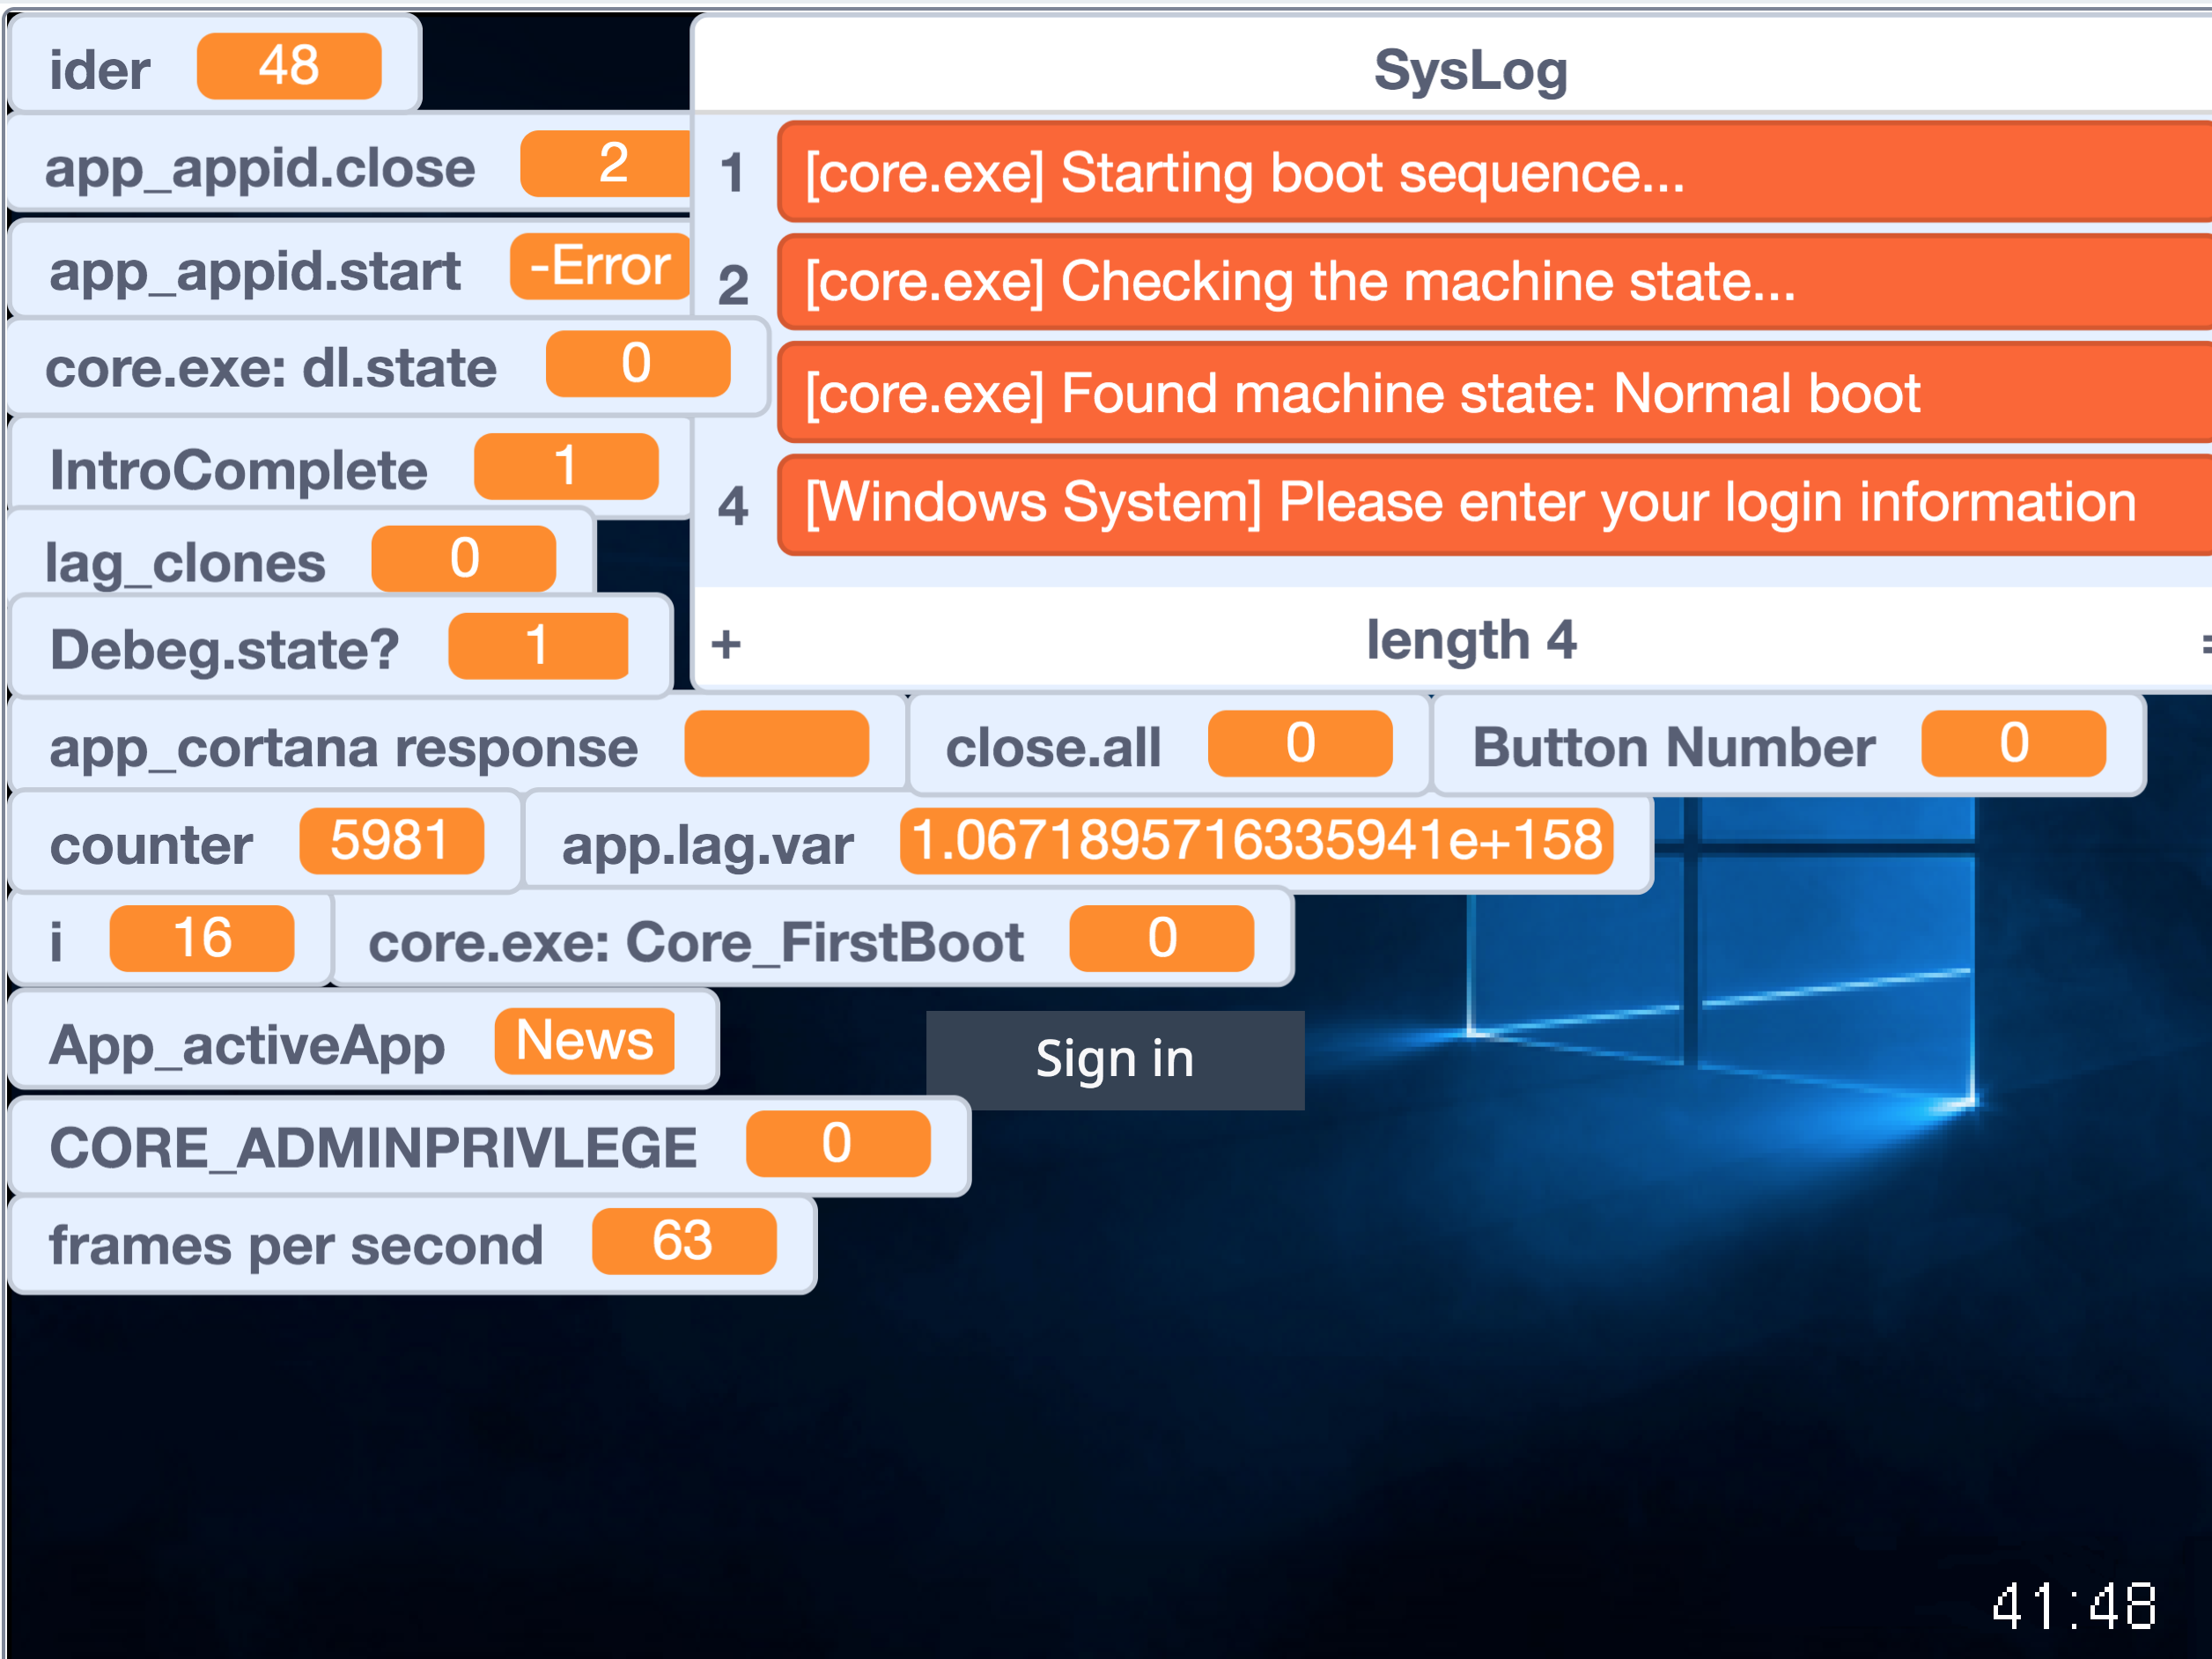 ider 48
SysLog
app_appid.close 2
1 [core.exe] Starting boot sequence...
app_appid.start -Error
2 [core.exe] Checking the machine state...
core.exe: dl.state 0
[core.exe] Found machine state: Normal boot
IntroComplete 1
4 [Windows System] Please enter your login information
lag_clones 0
Debeg.state? 1
+ length 4 =
app_cortana response close.all 0 Button Number 0
counter 5981 app.lag.var 1.0671895716335941e+158
i 16 core.exe: Core_FirstBoot 0
App_activeApp News
Sign in
CORE_ADMINPRIVLEGE 0
frames per second 63
41:48